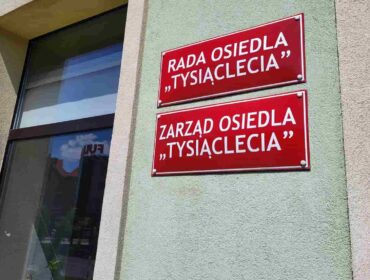 RADA OSIEDLA
„TYSIĄCLECIA”
ZARZĄD OSIEDLA
„TYSIĄCLECIA”